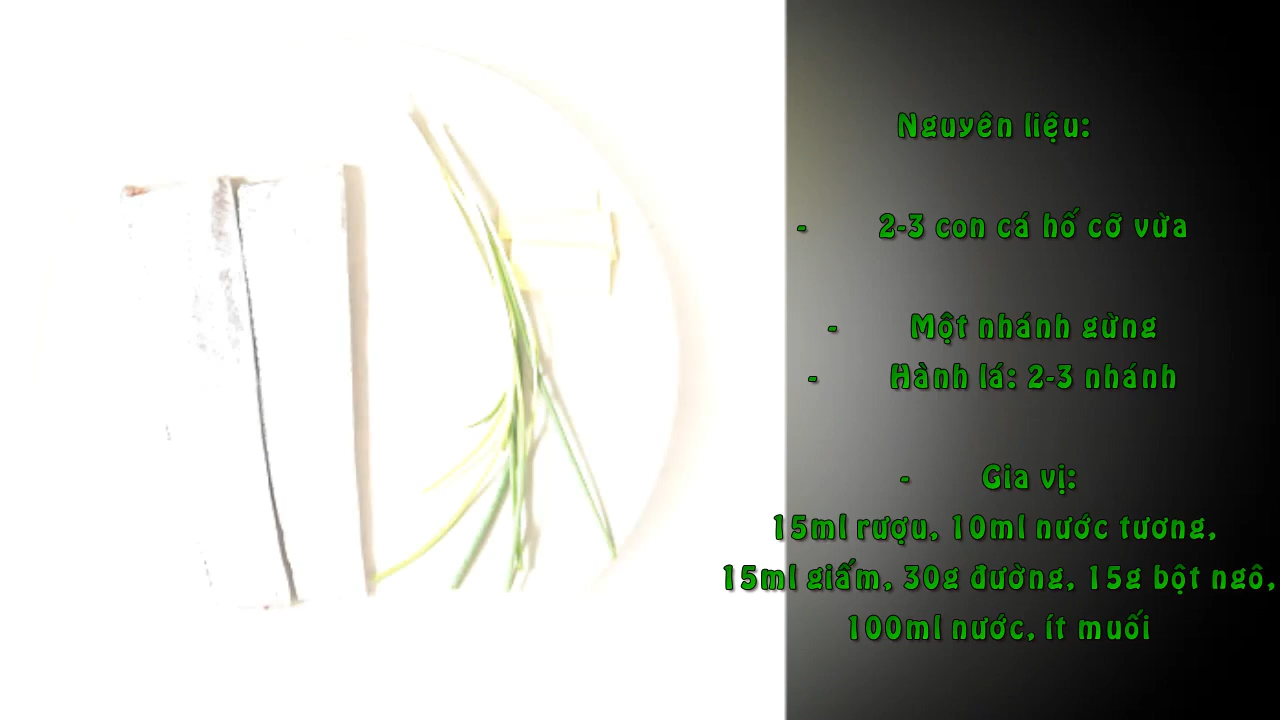 Nguyên liệu:
- 2-3 con cá hố cỡ vừa
- Một nhánh gừng
- Hành lá: 2-3 nhánh
- Gia vị:
15ml rượu, 10ml nước tương,
15ml giấm, 30g đường, 15g bột ngô,
100ml nước, ít muối